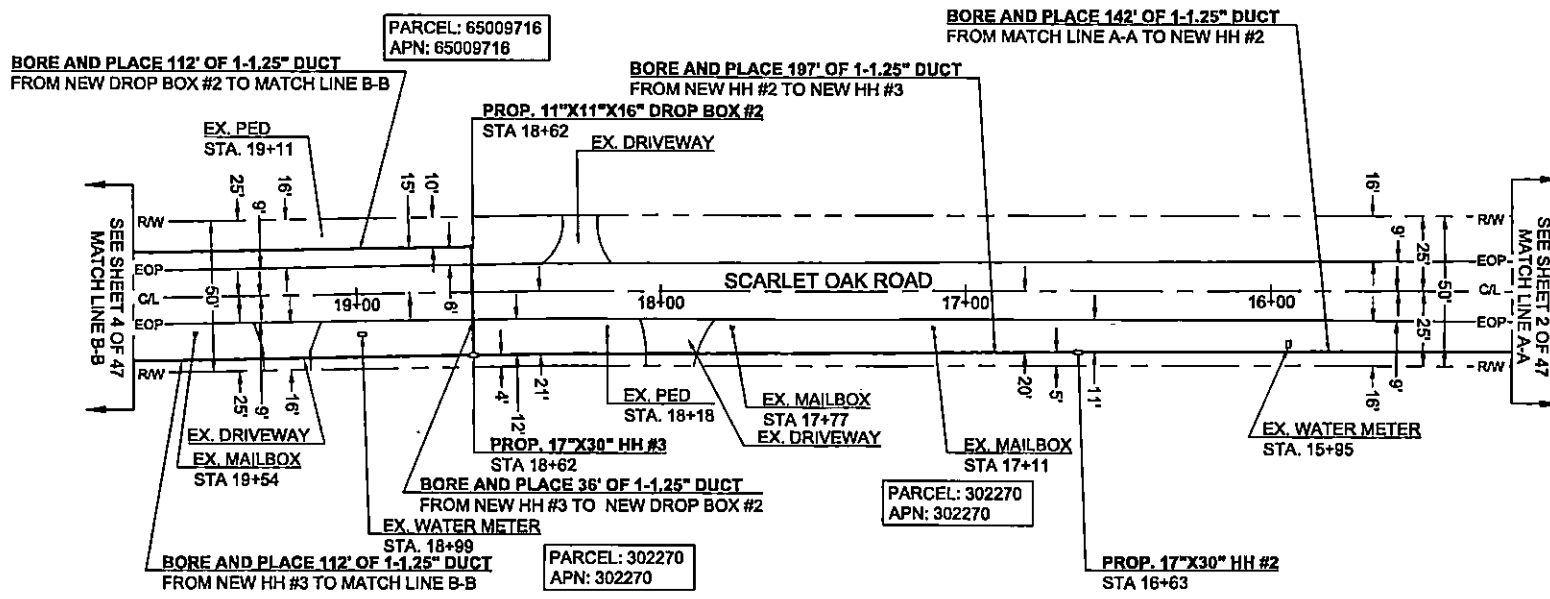 PARCEL: 65009716
APN: 65009716
BORE AND PLACE 142' OF 1-1.25" DUCT
FROM MATCH LINE A-A TO NEW HH #2
BORE AND PLACE 112' OF 1-1.25" DUCT
FROM NEW DROP BOX #2 TO MATCH LINE B-B
BORE AND PLACE 197' OF 1-1.25" DUCT
FROM NEW HH #2 TO NEW HH #3
PROP. 11"X11"X16" DROP BOX #2
STA 18+62
EX. PED
STA. 19+11
EX. DRIVEWAY
25'
9'
16'
15'
10'
16'
R/W
R/W
SEE SHEET 4 OF 47
MATCH LINE B-B
SEE SHEET 2 OF 47
MATCH LINE A-A
9'
25'
50'
EOP
EOP
50'
6'
SCARLET OAK ROAD
C/L
19+00
18+00
17+00
16+00
C/L
EOP
EOP
25'
R/W
R/W
25'
9'
16'
4'
12'
21'
20'
5'
11'
16'
9'
EX. DRIVEWAY
EX. MAILBOX
STA 19+54
PROP. 17"X30" HH #3
STA 18+62
EX. PED
STA. 18+18
EX. MAILBOX
STA 17+77
EX. DRIVEWAY
EX. MAILBOX
STA 17+11
EX. WATER METER
STA. 15+95
BORE AND PLACE 36' OF 1-1.25" DUCT
FROM NEW HH #3 TO NEW DROP BOX #2
PARCEL: 302270
APN: 302270
EX. WATER METER
STA. 18+99
PARCEL: 302270
APN: 302270
BORE AND PLACE 112' OF 1-1.25" DUCT
FROM NEW HH #3 TO MATCH LINE B-B
PROP. 17"X30" HH #2
STA 16+63